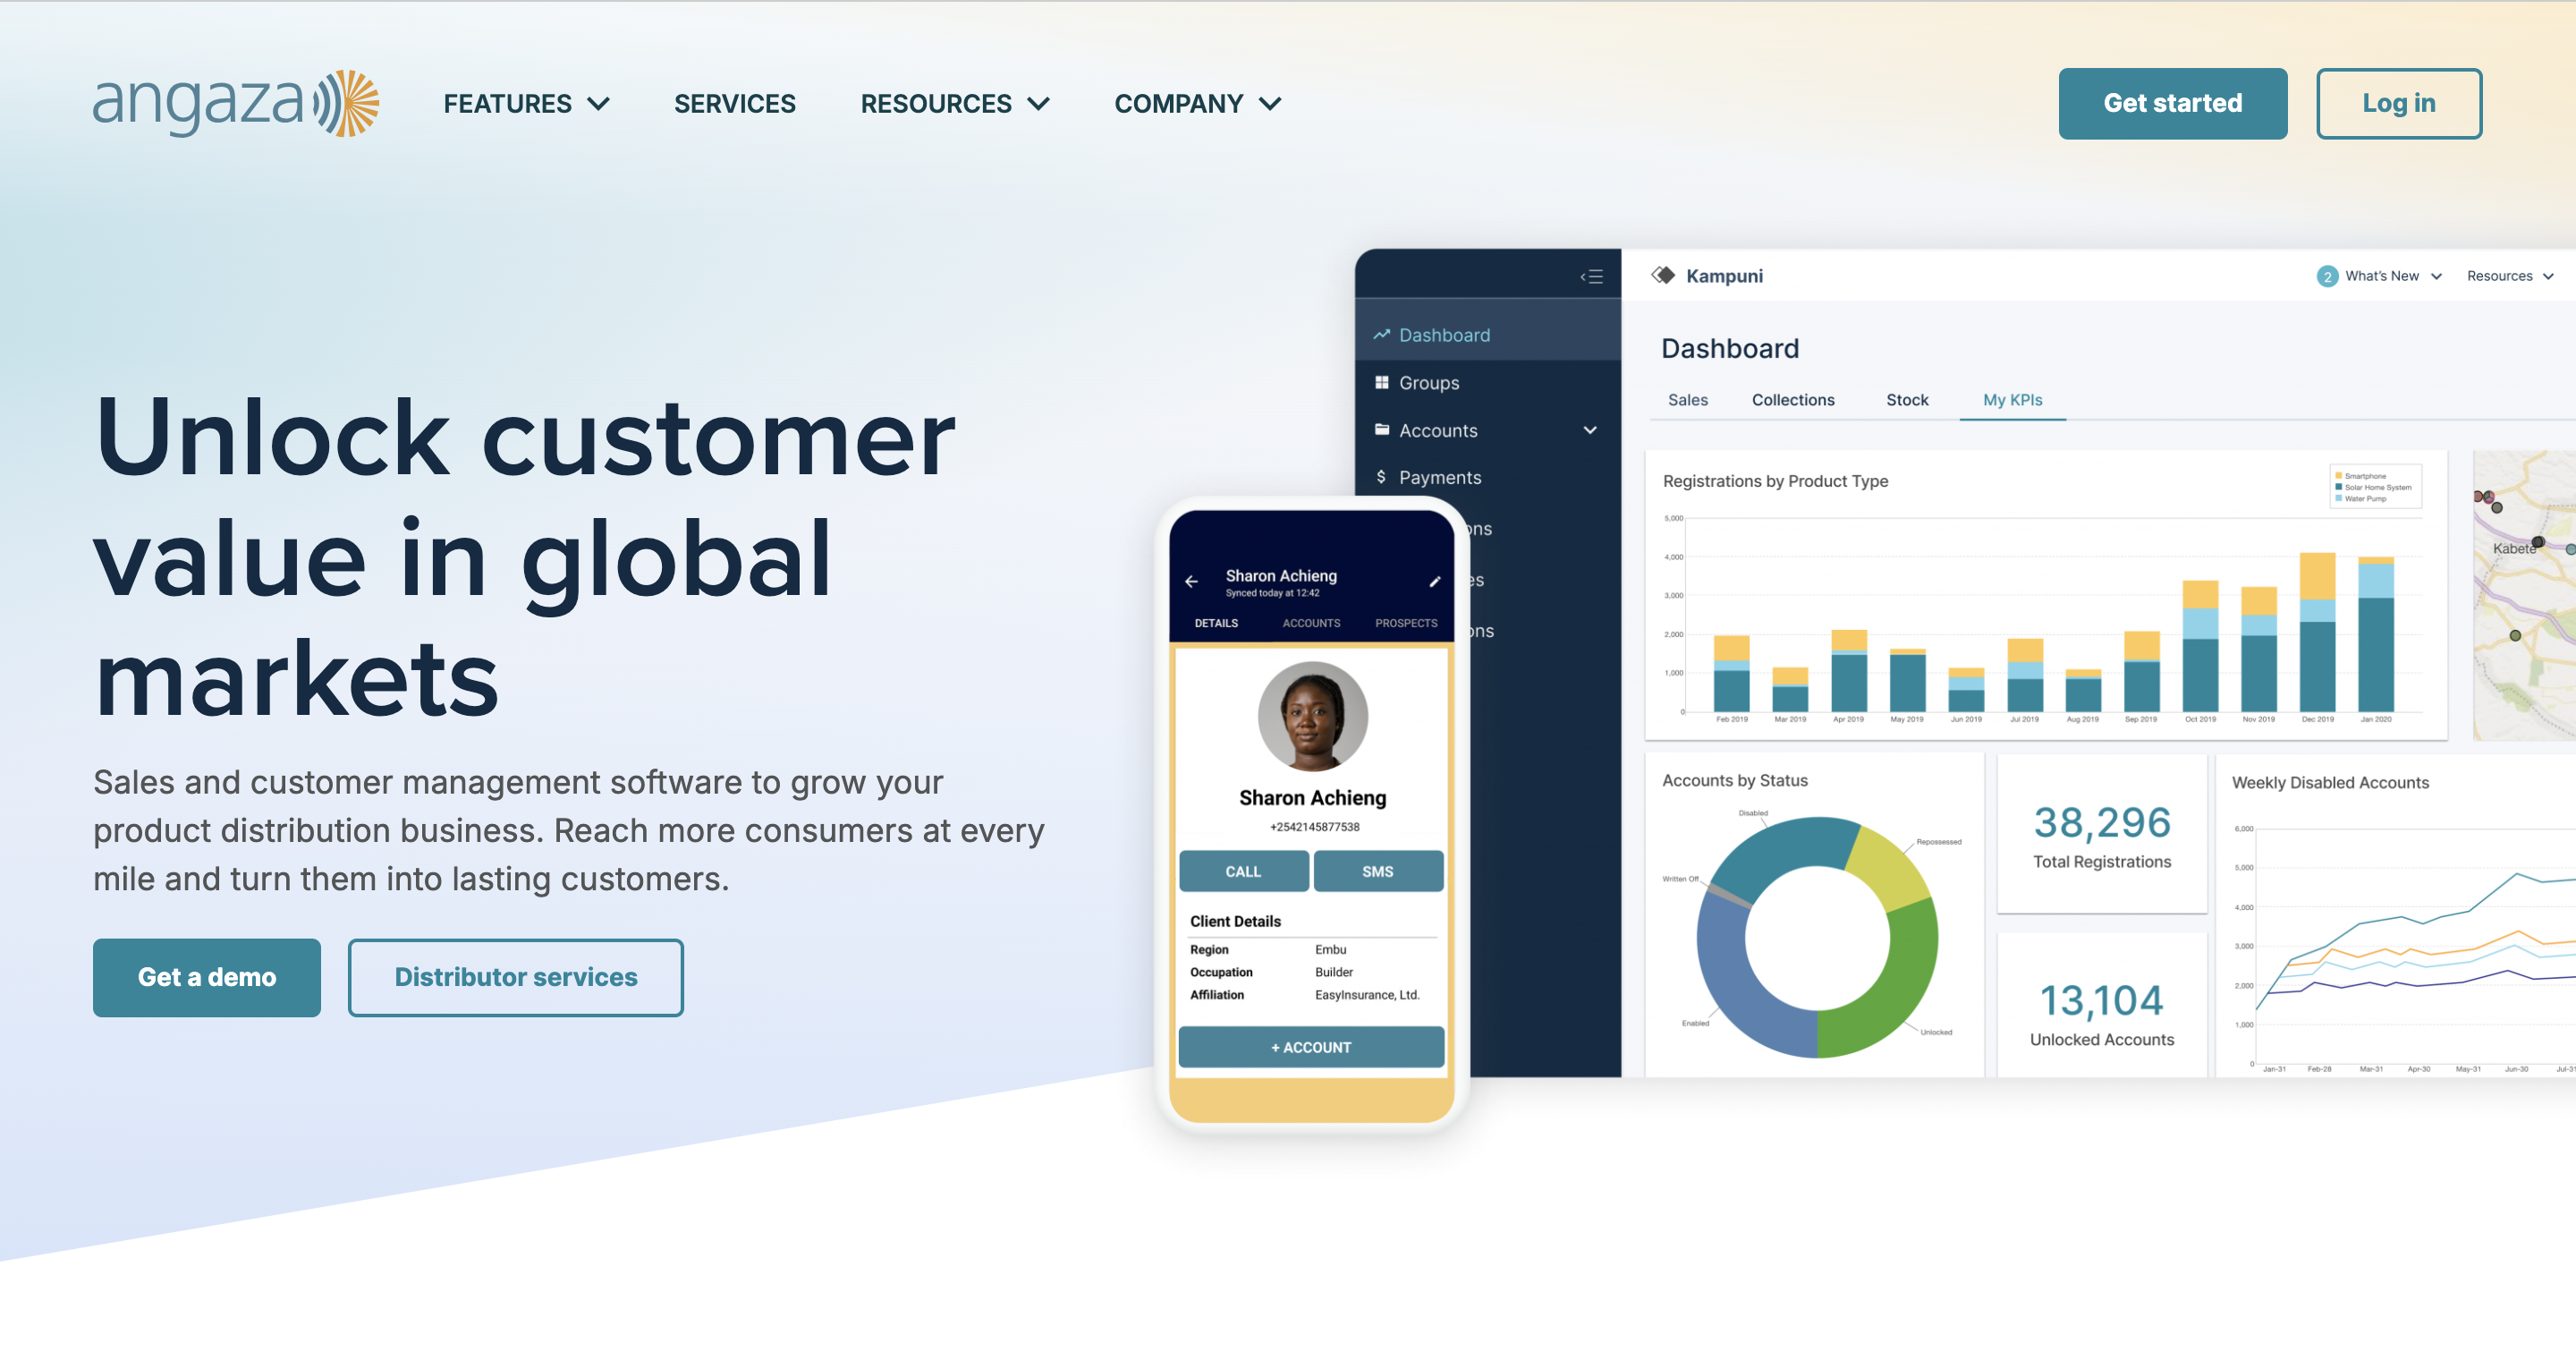 angaza
FEATURES
SERVICES
RESOURCES
COMPANY
Get started
Log in
Unlock customer
value in global
markets
Sales and customer management software to grow your
product distribution business. Reach more consumers at every
mile and turn them into lasting customers.
Get a demo
Distributor services
Sharon Achieng
Synced today at 12:42
DETAILS
ACCOUNTS
PROSPECTS
Sharon Achieng
+2542145877538
CALL
SMS
Client Details
Region Embu
Occupation Builder
Affiliation EasyInsurance, Ltd.
+ ACCOUNT
Kampuni
2 What's New
Resources
Dashboard
Groups
Accounts
$ Payments
ons
es
ons
Dashboard
Sales
Collections
Stock
My KPIs
Registrations by Product Type
Smartphone
Solar Home System
Water Pump
5,000
4,000
3,000
2,000
1,000
0
Feb 2019
Mar 2019
Apr 2019
May 2019
Jun 2019
Jul 2019
Aug 2019
Sep 2019
Oct 2019
Nov 2019
Dec 2019
Jan 2020
Kabete
Accounts by Status
Disabled
Repossessed
Written Off
Enabled
Unlocked
38,296
Total Registrations
13,104
Unlocked Accounts
Weekly Disabled Accounts
6,000
5,000
4,000
3,000
2,000
1,000
0
Jan-31
Feb-28
Mar-31
Apr-30
May-31
Jun-30
Jul-31